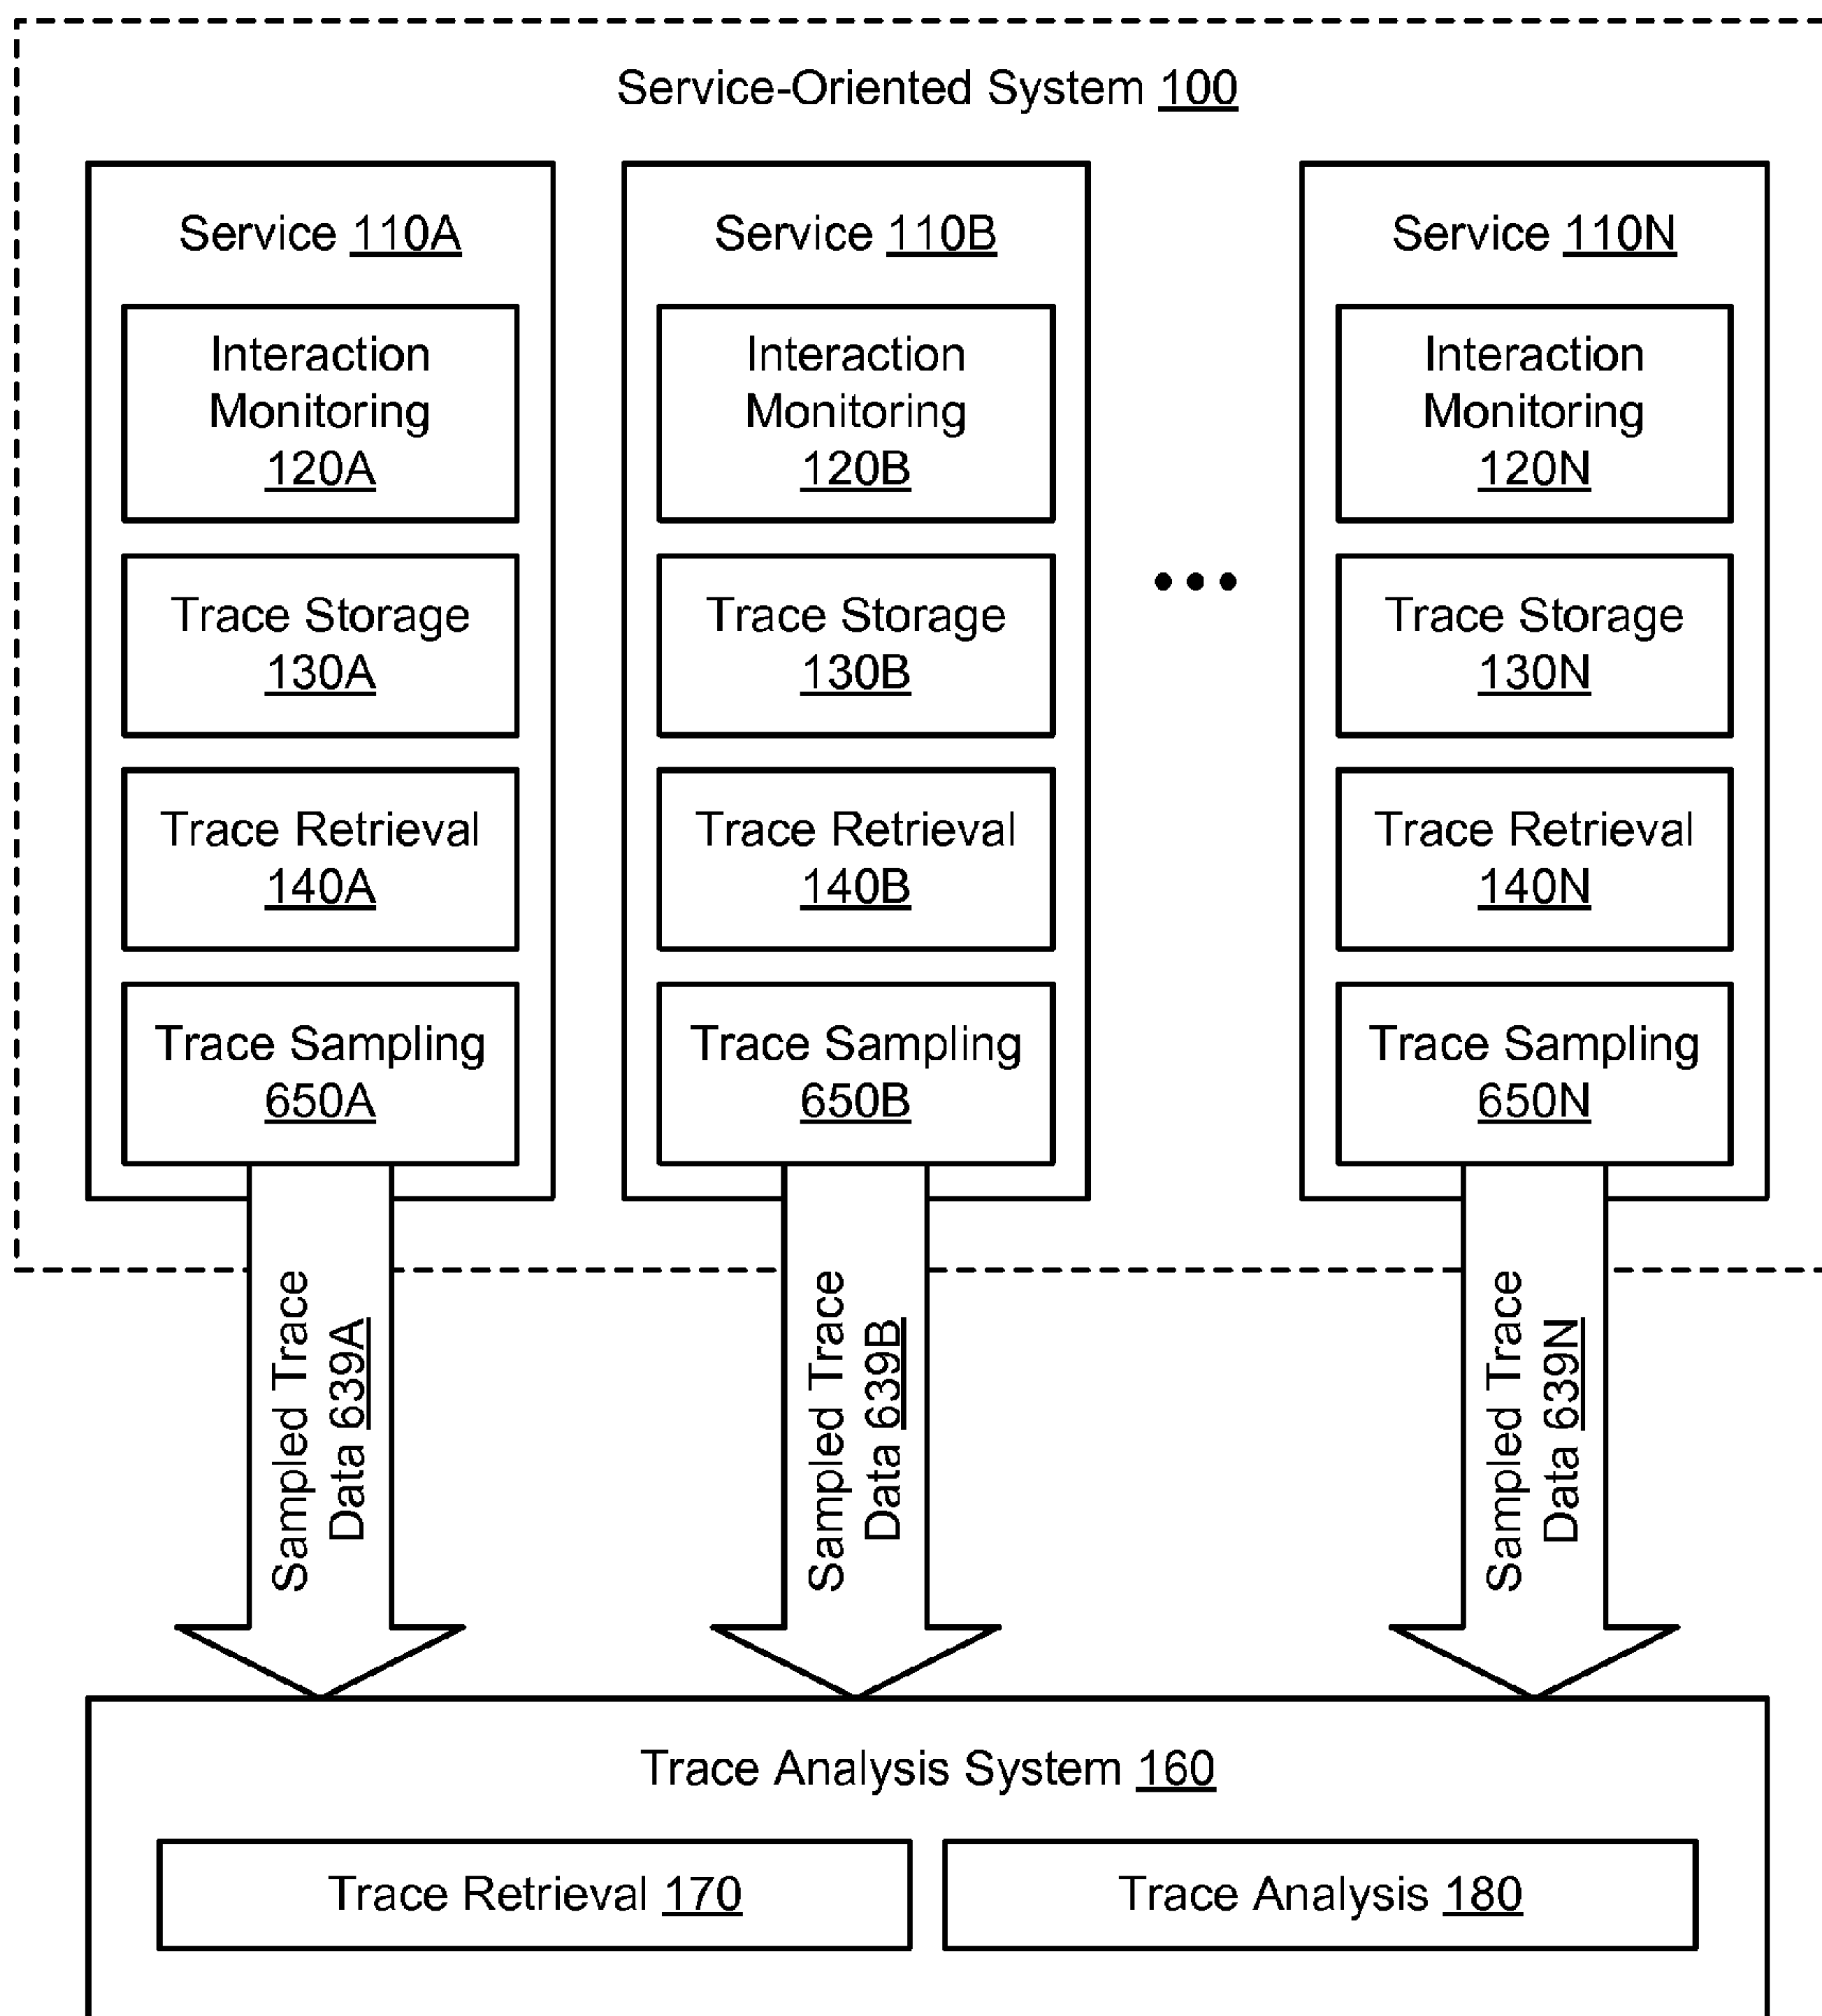 Service-Oriented System 100
Service 110A
Interaction
Monitoring
120A
Trace Storage
130A
Trace Retrieval
140A
Trace Sampling
650A
Service 110B
Interaction
Monitoring
120B
Trace Storage
130B
Trace Retrieval
140B
Trace Sampling
650B
Service 110N
Interaction
Monitoring
120N
Trace Storage
130N
Trace Retrieval
140N
Trace Sampling
650N
Sampled Trace
Data 639A
Sampled Trace
Data 639B
Sampled Trace
Data 639N
Trace Analysis System 160
Trace Retrieval 170
Trace Analysis 180